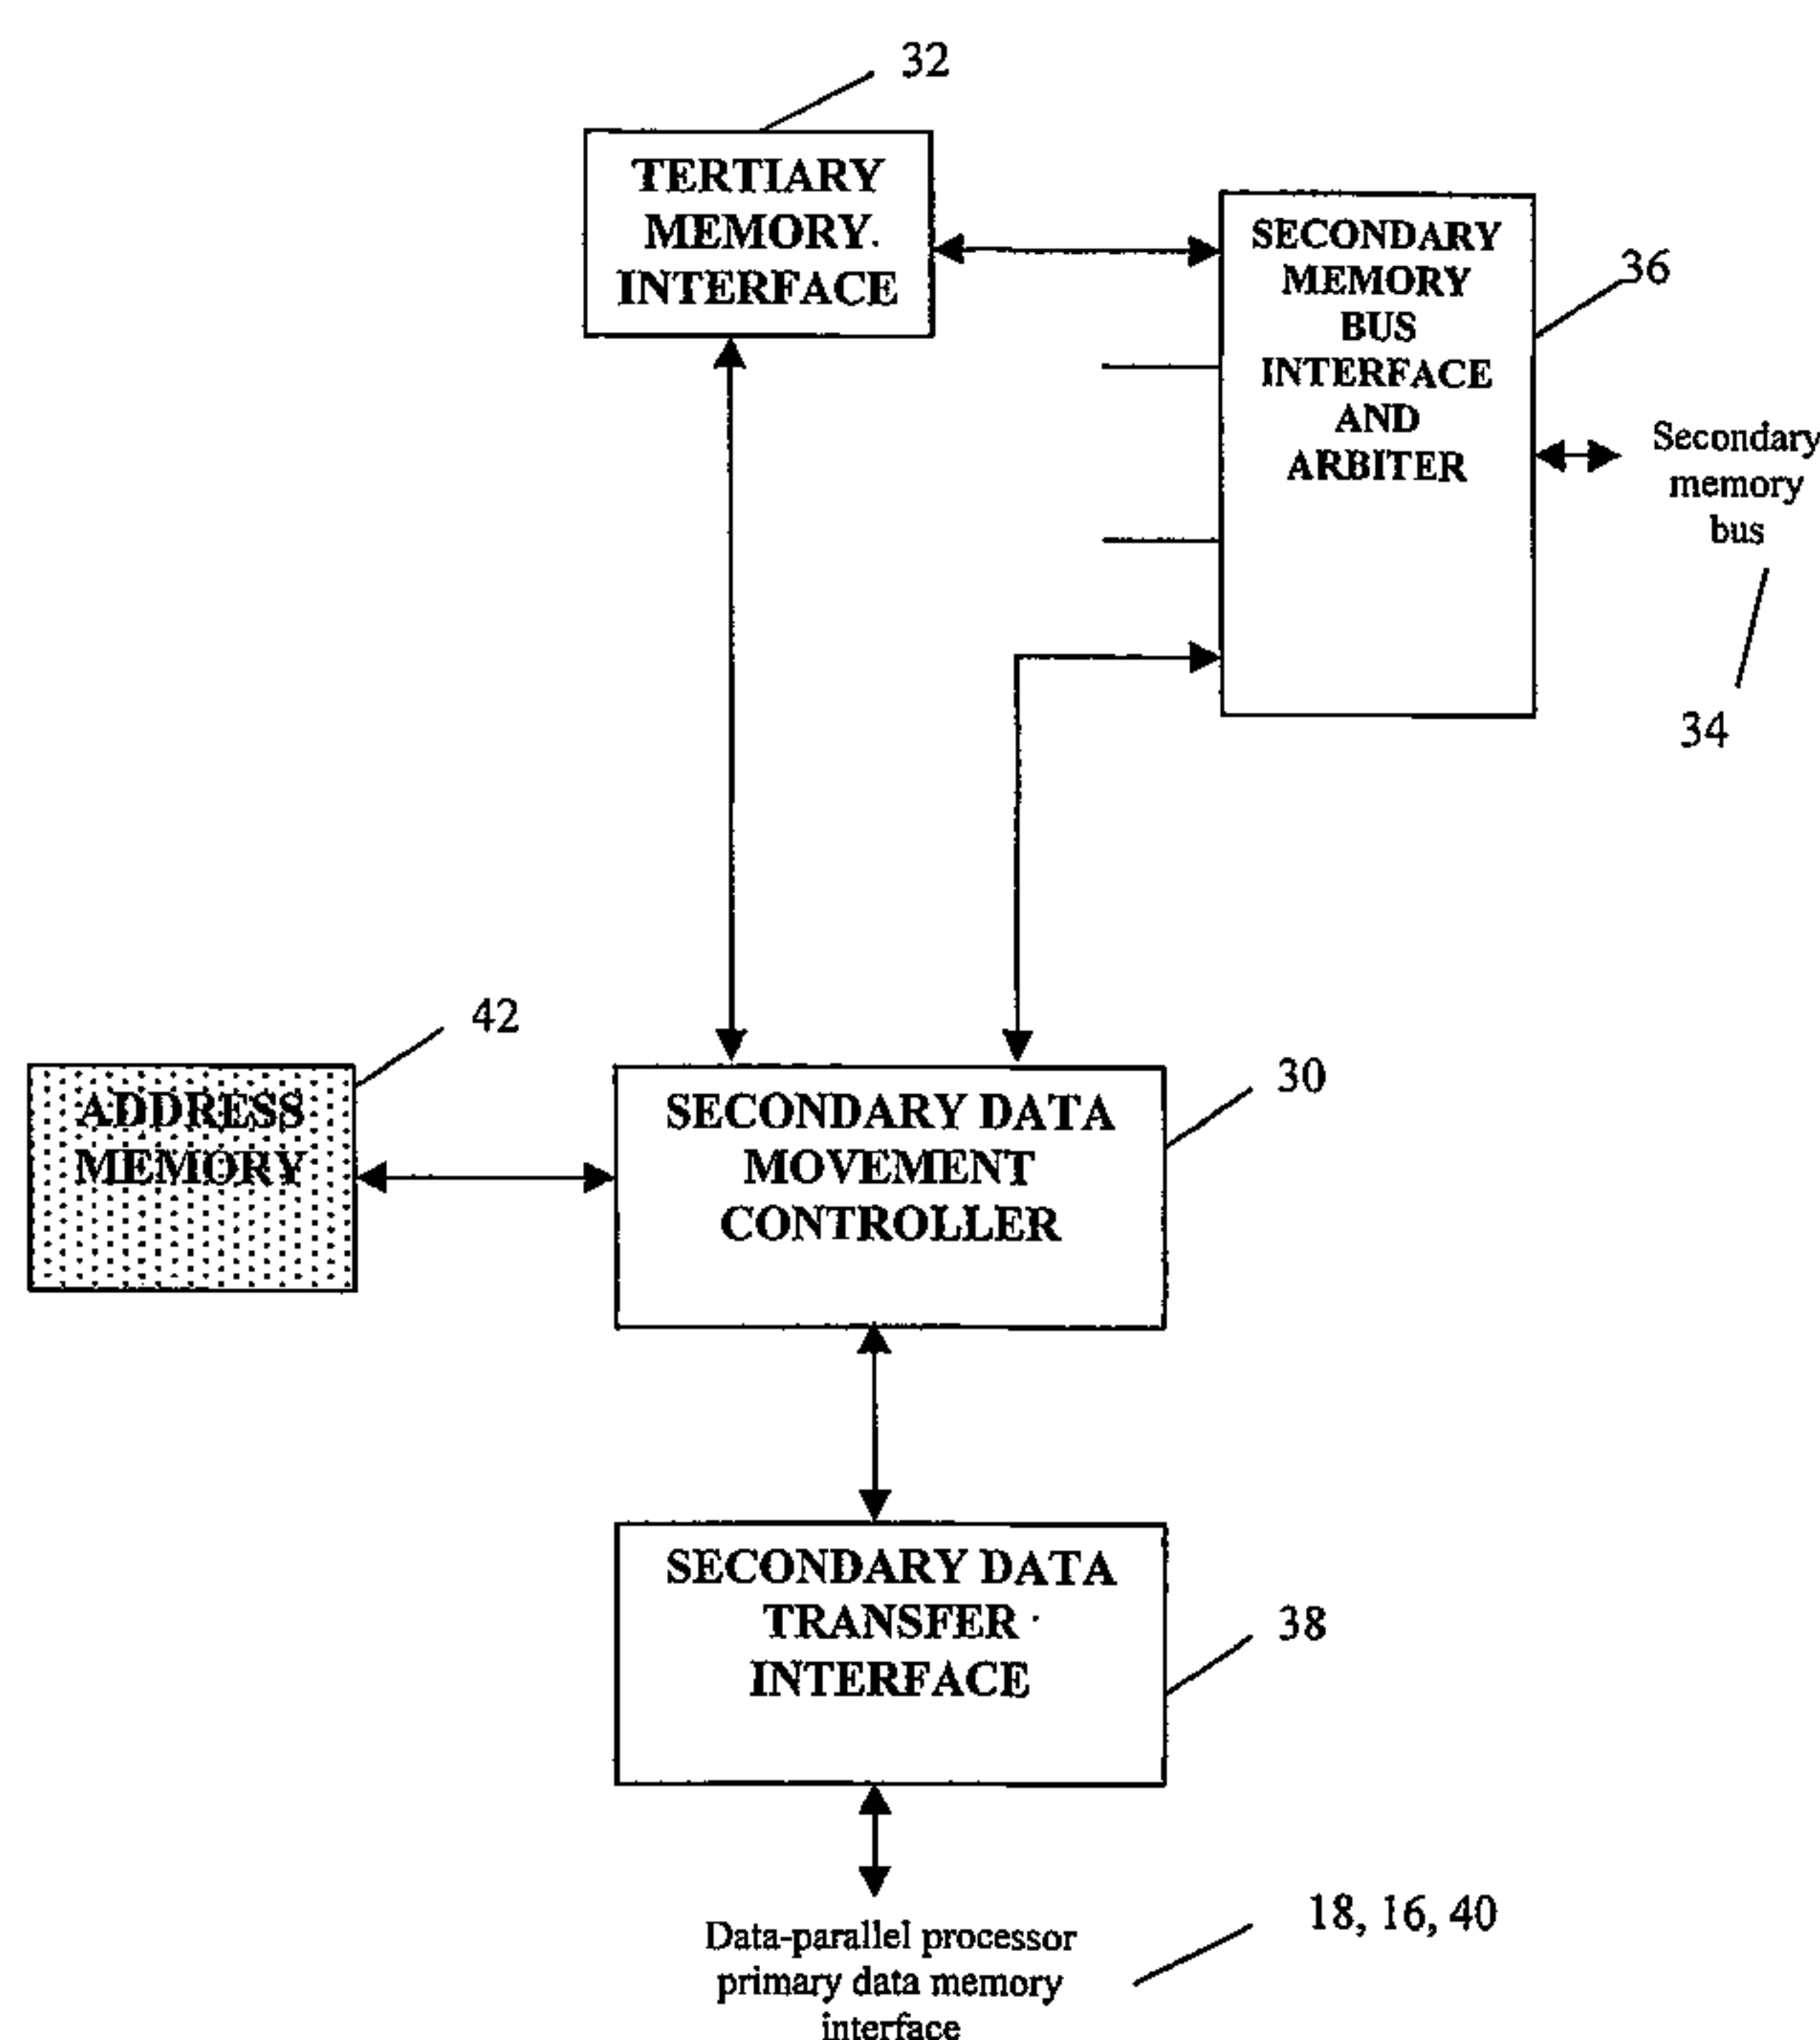 32
TERTIARY
MEMORY
INTERFACE
SECONDARY
MEMORY
BUS
INTERFACE
AND
ARBITER
36
Secondary
memory
bus
34
42
ADDRESS
MEMORY
30
SECONDARY DATA
MOVEMENT
CONTROLLER
SECONDARY DATA
TRANSFER
INTERFACE
38
18, 16, 40
Data-parallel processor
primary data memory
interface